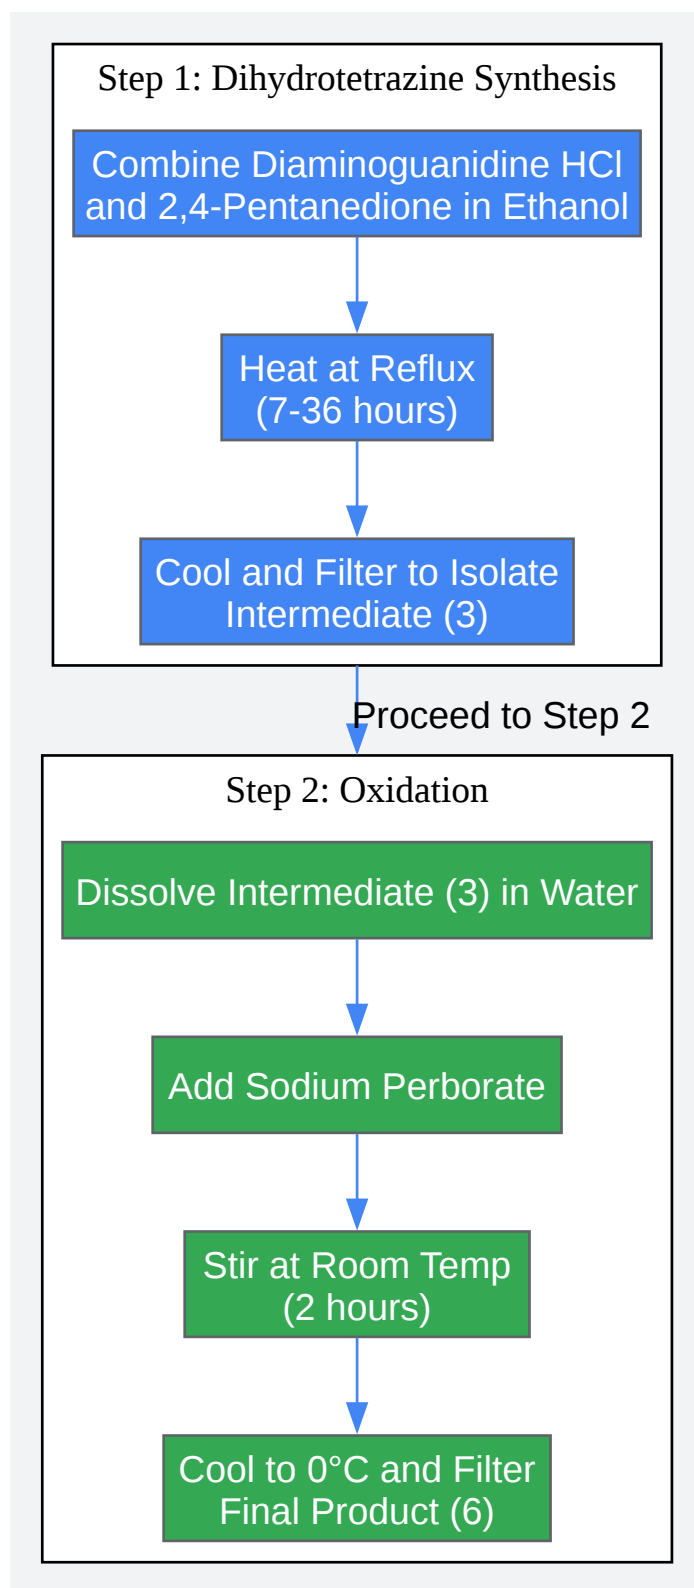 Step 1: Dihydrotetrazine Synthesis
Combine Diaminoguanidine HCl
and 2,4-Pentanedione in Ethanol
Heat at Reflux
(7-36 hours)
Cool and Filter to Isolate
Intermediate (3)
Proceed to Step 2
Step 2: Oxidation
Dissolve Intermediate (3) in Water
Add Sodium Perborate
Stir at Room Temp
(2 hours)
Cool to 0°C and Filter
Final Product (6)